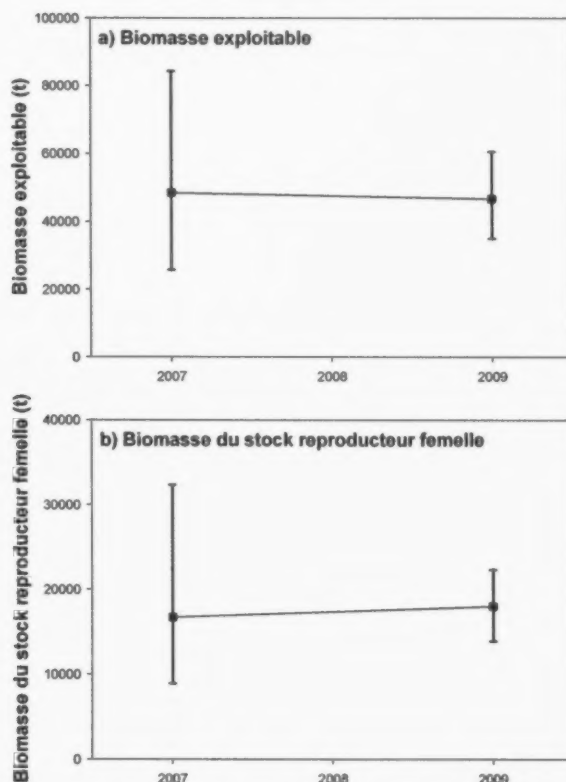 a) Biomasse exploitable
Biomasse exploitable (t)
100000
80000
60000
40000
20000
0
2007 2008 2009
b) Biomasse du stock reproducteur femelle
Biomasse du stock reproducteur femelle (t)
40000
30000
20000
10000
0
2007 2008 2009